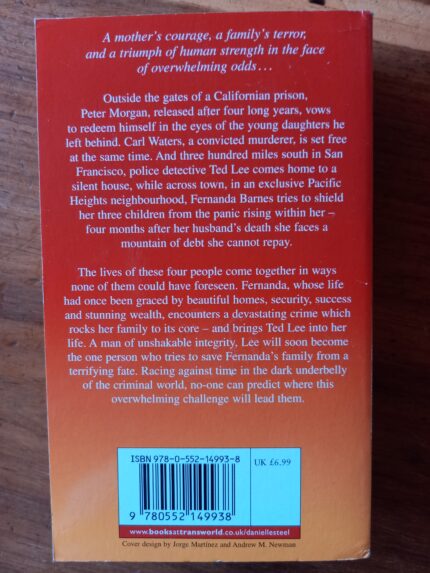 A mother's courage, a family's terror,
and a triumph of human strength in the face
of overwhelming odds...
Outside the gates of a Californian prison,
Peter Morgan, released after four long years, vows
to redeem himself in the eyes of the young daughters he
left behind. Carl Waters, a convicted murderer, is set free
at the same time. And three hundred miles south in San
Francisco, police detective Ted Lee comes home to a
silent house, while across town, in an exclusive Pacific
Heights neighbourhood, Fernanda Barnes tries to shield
her three children from the panic rising within her –
four months after her husband's death she faces a
mountain of debt she cannot repay.
The lives of these four people come together in ways
none of them could have foreseen. Fernanda, whose life
had once been graced by beautiful homes, security, success
and stunning wealth, encounters a devastating crime which
rocks her family to its core – and brings Ted Lee into her
life. A man of unshakable integrity, Lee will soon become
the one person who tries to save Fernanda's family from a
terrifying fate. Racing against time in the dark underbelly
of the criminal world, no-one can predict where this
overwhelming challenge will lead them.
ISBN 978-0-552-14993-8
UK £6.99
9 780552 149938
www.booksattransworld.co.uk/daniellesteel
Cover design by Jorge Martínez and Andrew M. Newman